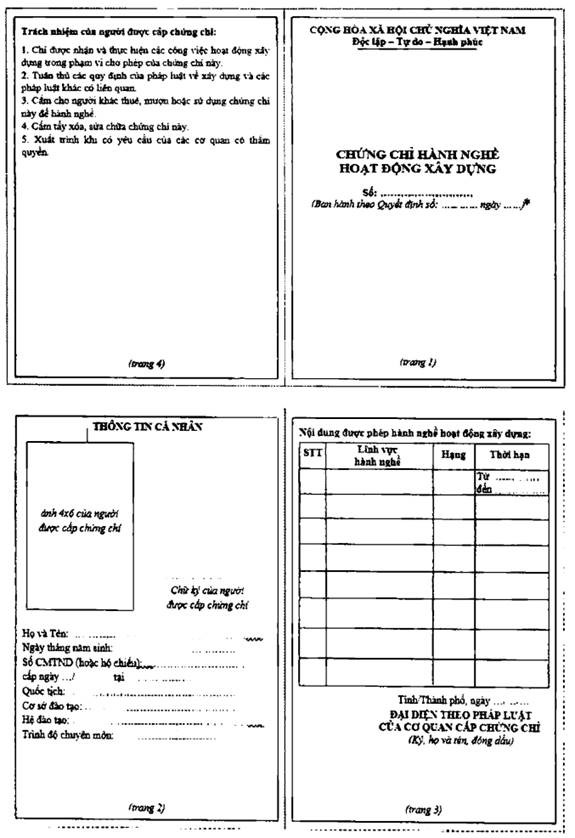 Trách nhiệm của người được cấp chứng chỉ:
1. Chỉ được nhận và thực hiện các công việc hoạt động xây
dựng trong phạm vi cho phép của chứng chỉ này.
2. Tuân thủ các quy định của pháp luật về xây dựng và các
pháp luật khác có liên quan.
3. Cấm cho người khác thuê, mượn hoặc sử dụng chứng chỉ
này để hành nghề.
4. Cấm tẩy xóa, sửa chữa chứng chỉ này.
5. Xuất trình khi có yêu cầu của các cơ quan có thẩm
quyền.
(trang 4)
CỘNG HÒA XÃ HỘI CHỦ NGHĨA VIỆT NAM
Độc lập – Tự do – Hạnh phúc
CHỨNG CHỈ HÀNH NGHỀ
HOẠT ĐỘNG XÂY DỰNG
Số: ............................
(Ban hành theo Quyết định số: ... ... ... ngày ......)*
(trang 1)
THÔNG TIN CÁ NHÂN
ảnh 4x6 của người
được cấp chứng chỉ
Chữ ký của người
được cấp chứng chỉ
Họ và Tên:
Ngày tháng năm sinh:
Số CMTND (hoặc hộ chiếu):
cấp ngày .../ tại
Quốc tịch:
Cơ sở đào tạo:
Hệ đào tạo:
Trình độ chuyên môn:
(trang 2)
Nội dung được phép hành nghề hoạt động xây dựng:
STT Lĩnh vực hành nghề Hạng Thời hạn
Từ ...... . ....
đến ... ... ....
Tỉnh/Thành phố, ngày ... ... ....
ĐẠI DIỆN THEO PHÁP LUẬT
CỦA CƠ QUAN CẤP CHỨNG CHỈ
(Ký, họ và tên, đóng dấu)
(trang 3)